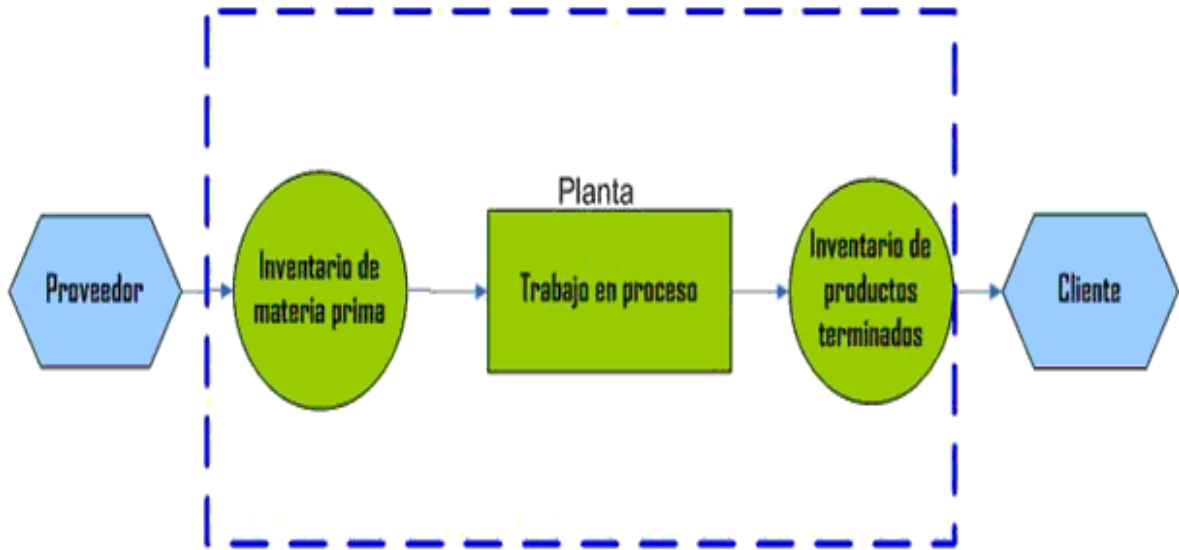 Proveedor
Inventario de
materia prima
Planta
Trabajo en proceso
Inventario de
productos
terminados
Cliente